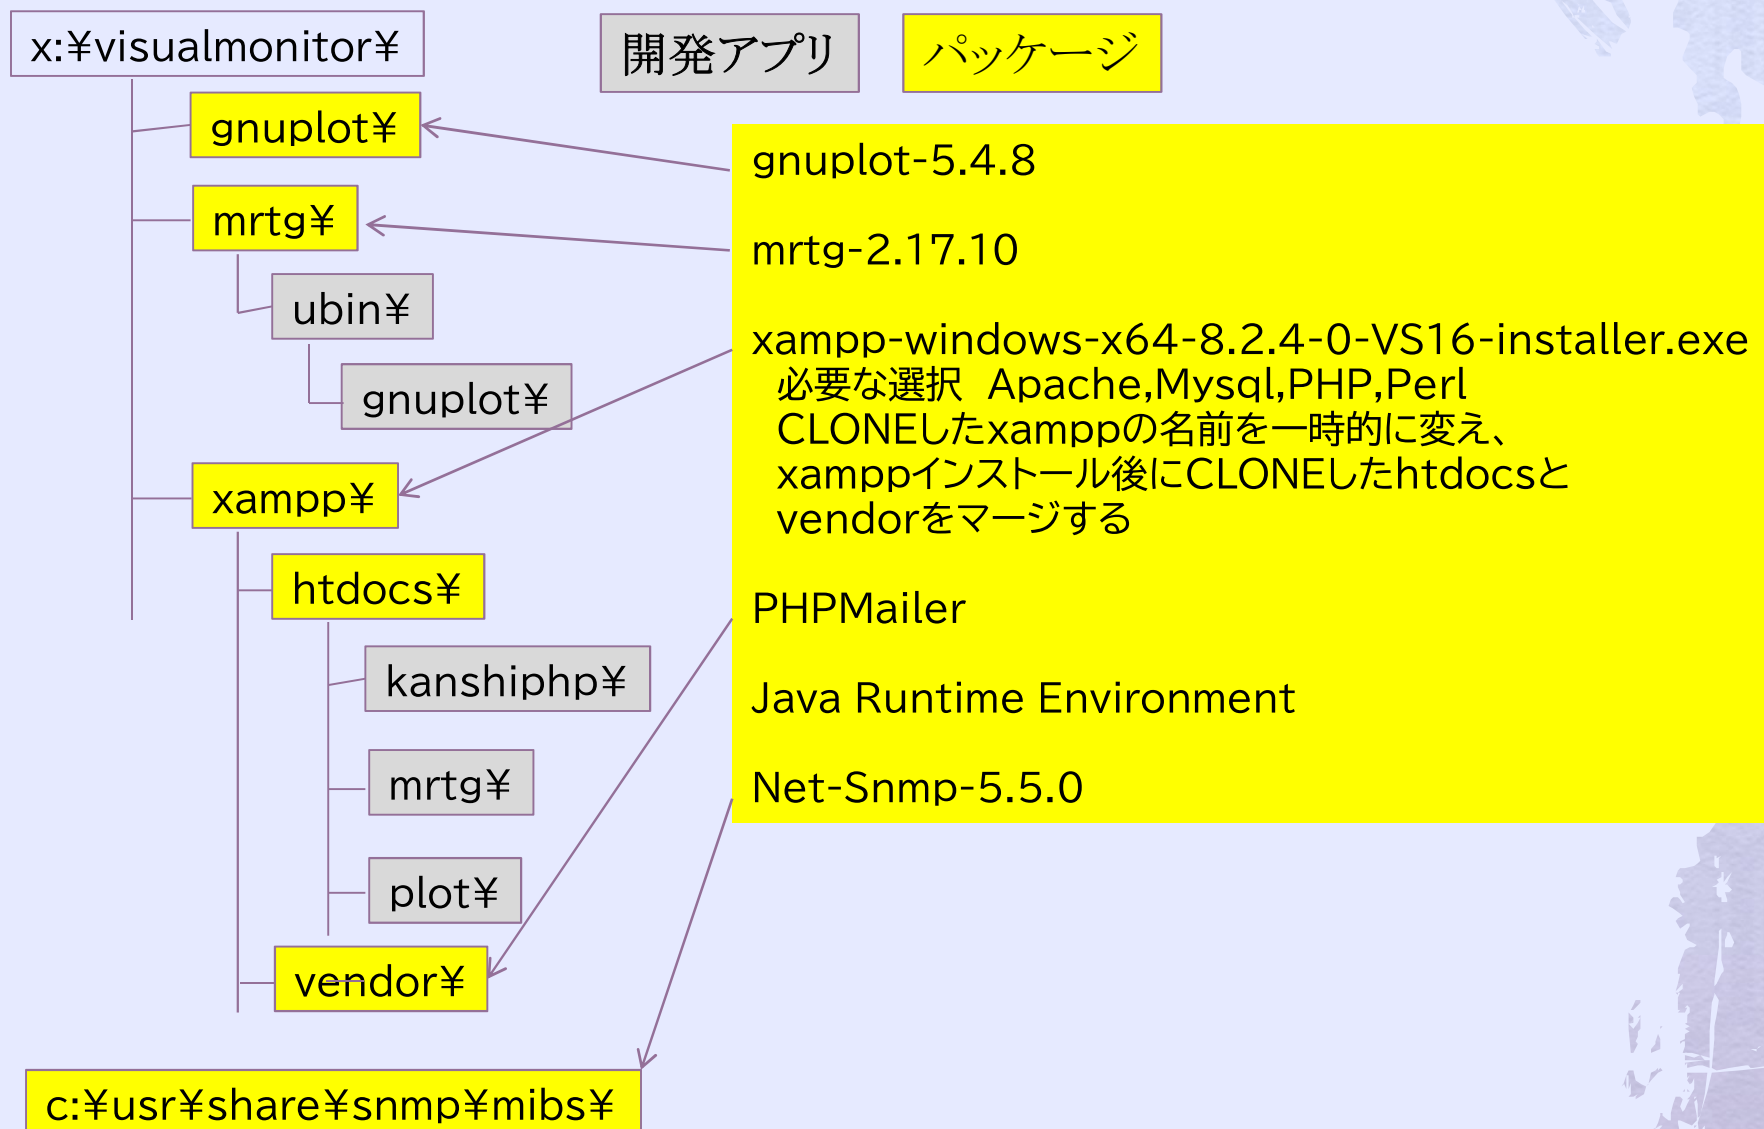 x:¥visualmonitor¥
開発アプリ
パッケージ
gnuplot¥
mrtg¥
ubin¥
gnuplot¥
xampp¥
htdocs¥
kanshiphp¥
mrtg¥
plot¥
vendor¥
c:¥usr¥share¥snmp¥mibs¥
gnuplot-5.4.8
mrtg-2.17.10
xampp-windows-x64-8.2.4-0-VS16-installer.exe
必要な選択　Apache,Mysql,PHP,Perl
CLONEしたxamppの名前を一時的に変え、
xamppインストール後にCLONEしたhtdocsと
vendorをマージする
PHPMailer
Java Runtime Environment
Net-Snmp-5.5.0